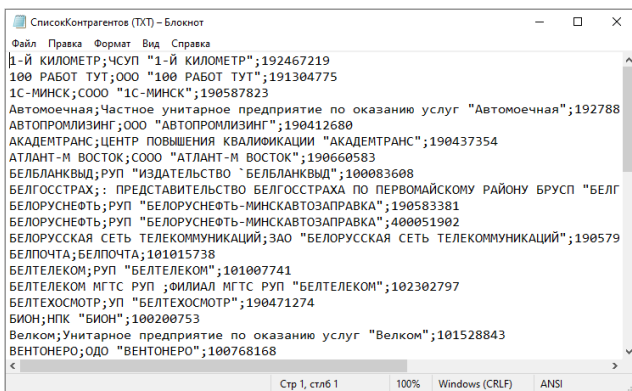 СписокКонтрагентов (TXT) – Блокнот
Файл Правка Формат Вид Справка
1-Й КИЛОМЕТР;ЧСУП "1-Й КИЛОМЕТР";192467219
100 РАБОТ ТУТ;ООО "100 РАБОТ ТУТ";191304775
1С-МИНСК;СООО "1С-МИНСК";190587823
Автомоечная;Частное унитарное предприятие по оказанию услуг "Автомоечная";192788
АВТОПРОМЛИЗИНГ;ООО "АВТОПРОМЛИЗИНГ";190412680
АКАДЕМТРАНС;ЦЕНТР ПОВЫШЕНИЯ КВАЛИФИКАЦИИ "АКАДЕМТРАНС";190437354
АТЛАНТ-М ВОСТОК;СООО "АТЛАНТ-М ВОСТОК";190660583
БЕЛБЛАНКВЫД;РУП "ИЗДАТЕЛЬСТВО `БЕЛБЛАНКВЫД";100083608
БЕЛГОССТРАХ;: ПРЕДСТАВИТЕЛЬСТВО БЕЛГОССТРАХА ПО ПЕРВОМАЙСКОМУ РАЙОНУ БРУСП "БЕЛГ
БЕЛОРУСНЕФТЬ;РУП "БЕЛОРУСНЕФТЬ-МИНСКАВТОЗАПРАВКА";190583381
БЕЛОРУСНЕФТЬ;РУП "БЕЛОРУСНЕФТЬ-МИНСКАВТОЗАПРАВКА";400051902
БЕЛОРУССКАЯ СЕТЬ ТЕЛЕКОММУНИКАЦИЙ;ЗАО "БЕЛОРУССКАЯ СЕТЬ ТЕЛЕКОММУНИКАЦИЙ";190579
БЕЛПОЧТА;БЕЛПОЧТА;101015738
БЕЛТЕЛЕКОМ;РУП "БЕЛТЕЛЕКОМ";101007741
БЕЛТЕЛЕКОМ МГТС РУП ;ФИЛИАЛ МГТС РУП "БЕЛТЕЛЕКОМ";102302797
БЕЛТЕХОСМОТР;УП "БЕЛТЕХОСМОТР";190471274
БИОН;НПК "БИОН";100200753
Велком;Унитарное предприятие по оказанию услуг "Велком";101528843
ВЕНТОНЕРО;ОДО "ВЕНТОНЕРО";100768168
Стр 1, стлб 1 100% Windows (CRLF) ANSI